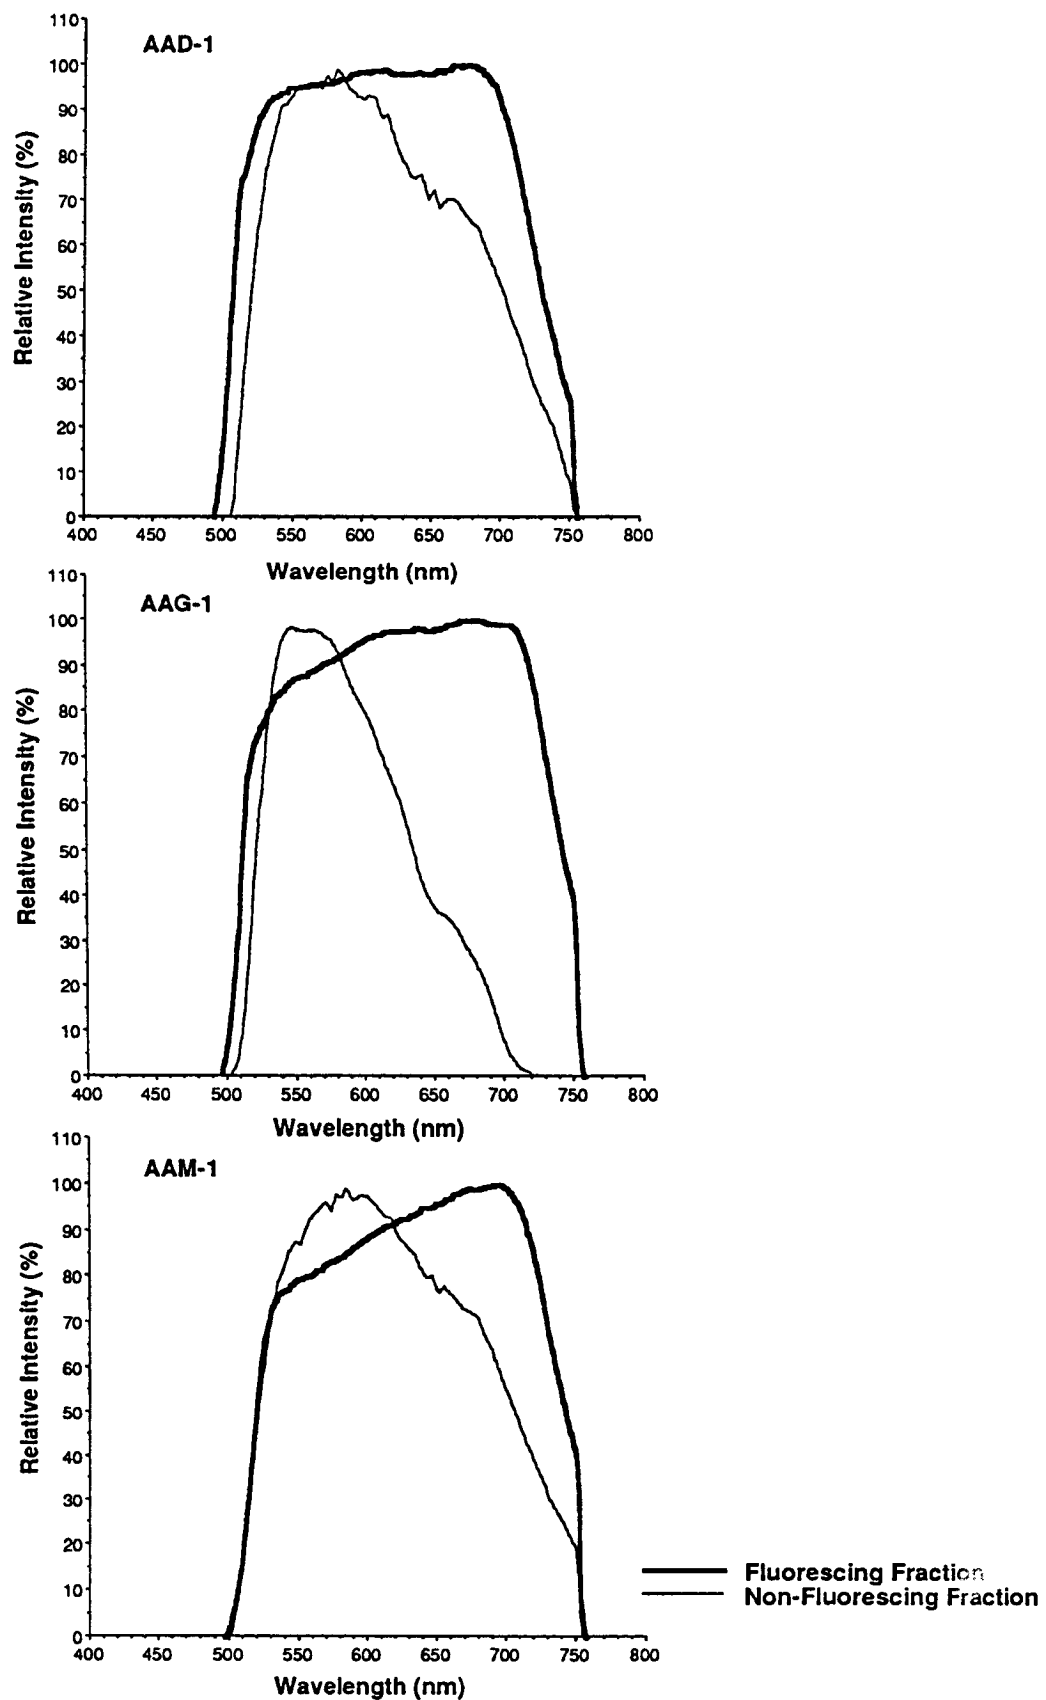 AAD-1
110
100
90
80
70
60
50
40
30
20
10
0
Relative Intensity (%)
400 450 500 550 600 650 700 750 800
Wavelength (nm)
AAG-1
110
100
90
80
70
60
50
40
30
20
10
0
Relative Intensity (%)
400 450 500 550 600 650 700 750 800
Wavelength (nm)
AAM-1
110
100
90
80
70
60
50
40
30
20
10
0
Relative Intensity (%)
400 450 500 550 600 650 700 750 800
Wavelength (nm)
Fluorescing Fraction
Non-Fluorescing Fraction